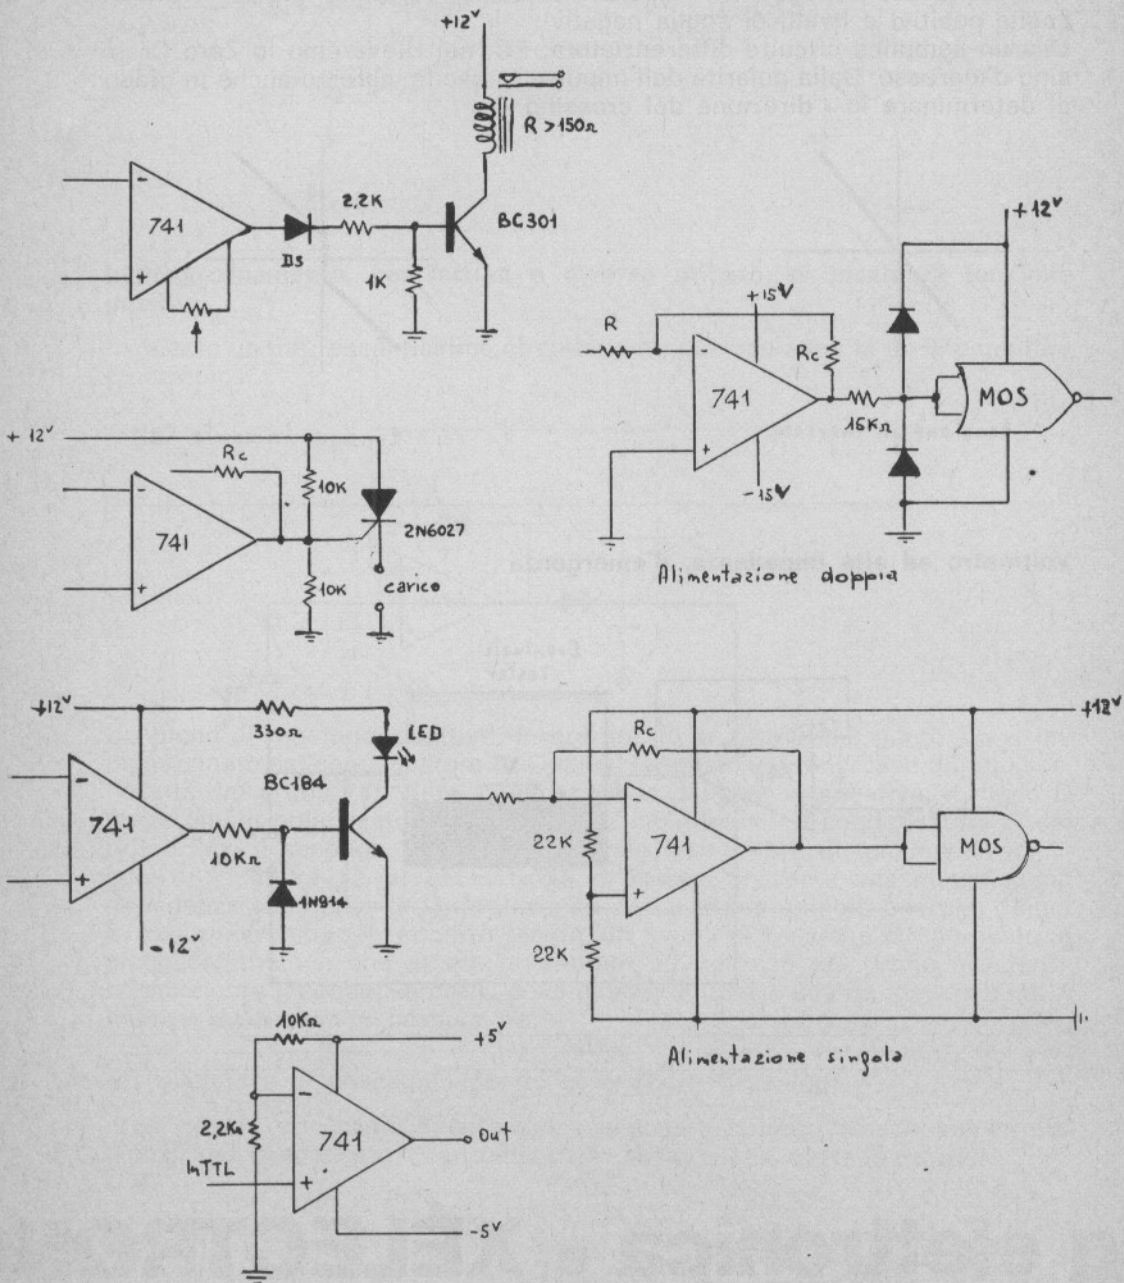 +12V
R >150Ω
-
741
+
DS
2,2K
1K
BC301
+12V
+15V
R
Rc
741
+
-15V
15KΩ
MOS
Alimentazione doppia
+12V
Rc
-
741
+
10K
10K
2N6027
carico
+12V
330Ω
LED
-
741
+
10KΩ
BC184
1N914
-12V
+12V
Rc
-
741
+
22K
22K
MOS
Alimentazione singola
10KΩ
+5V
-
741
+
2,2KΩ
In TTL
Out
-5V